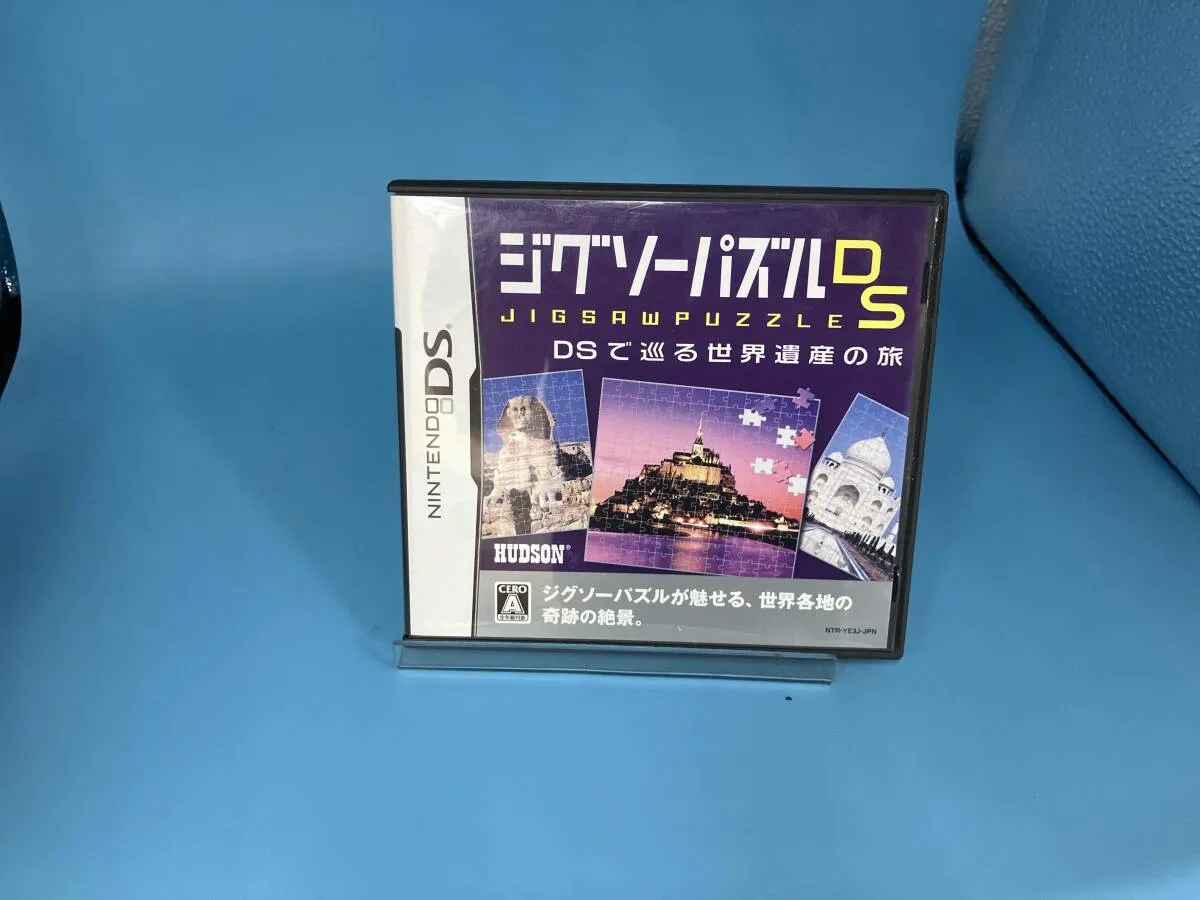 ジグソーパズルDS
JIGSAWPUZZLE
DSで巡る世界遺産の旅
NINTENDODS®
HUDSON®
CERO
A
ジグソーパズルが魅せる、世界各地の
奇跡の絶景。
NTR-YE3J-JPN